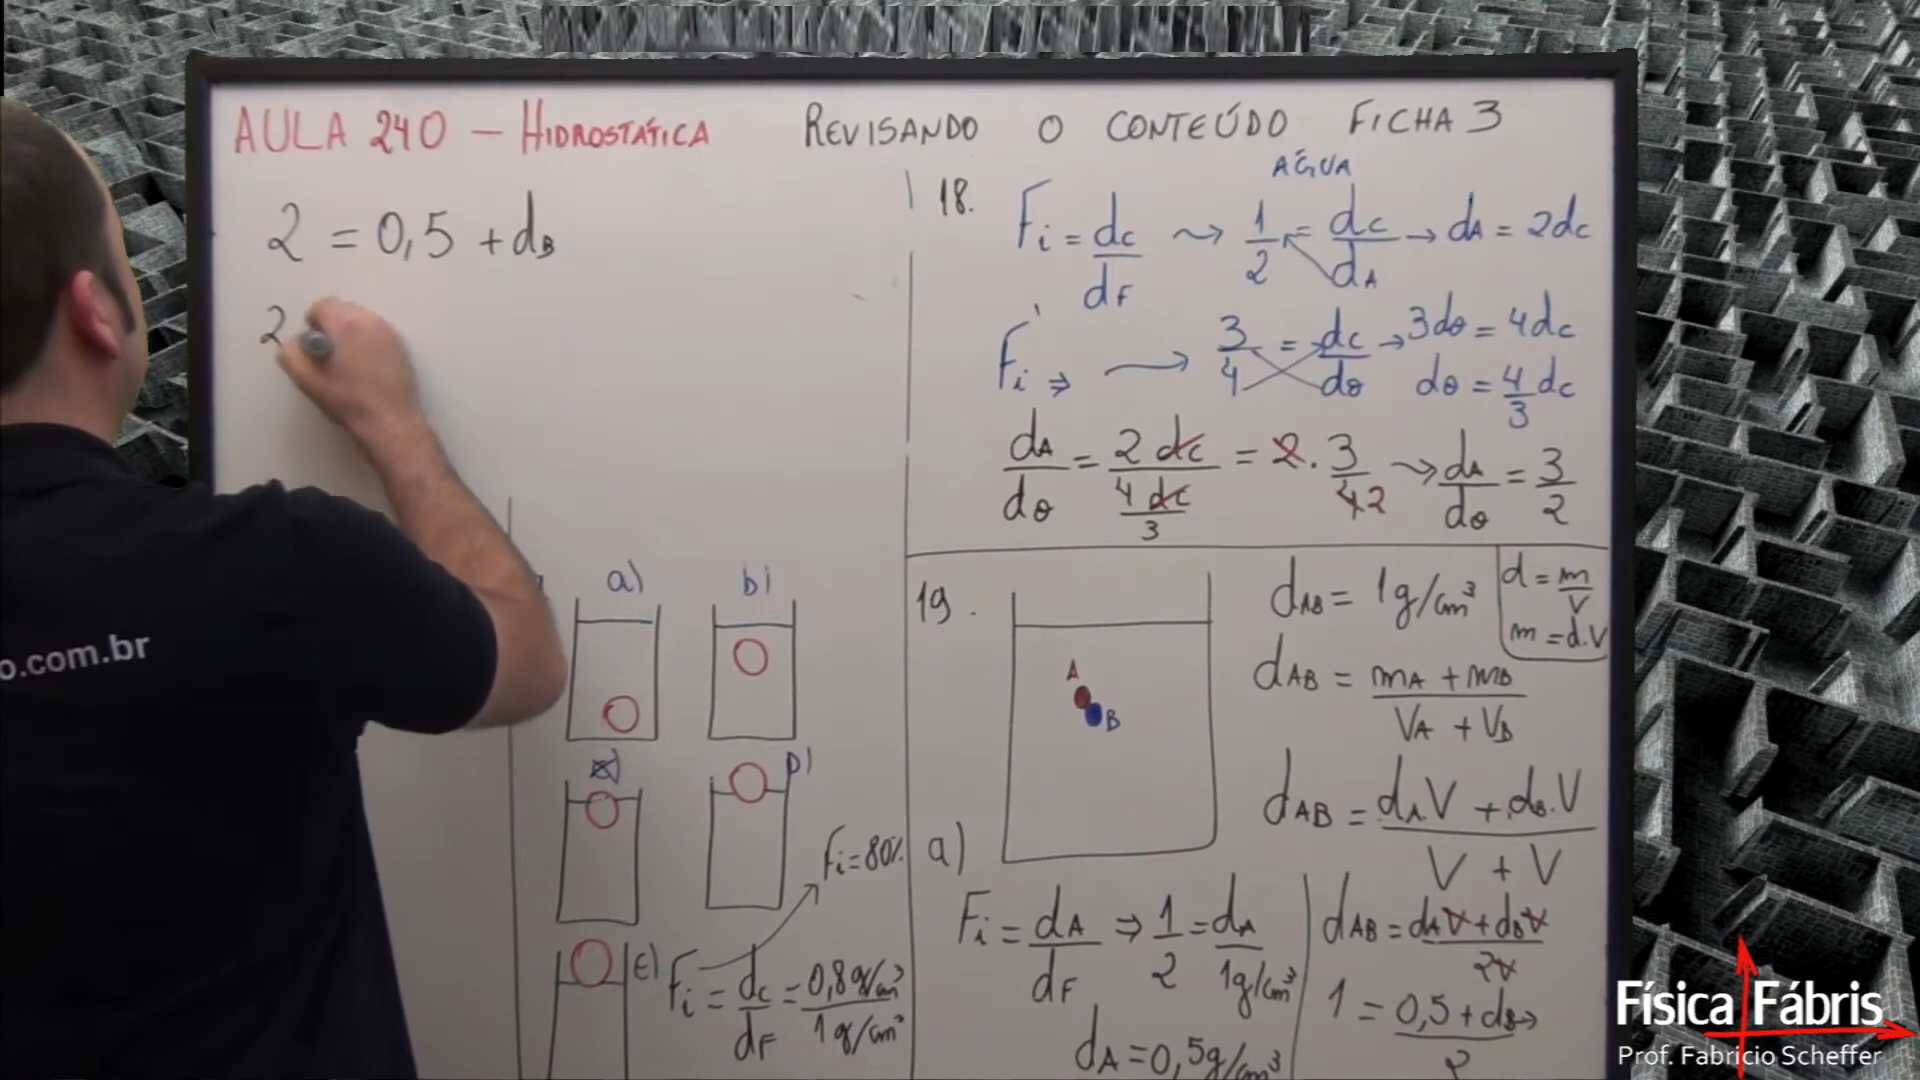 AULA 240 — HIDROSTÁTICA REVISANDO O CONTEÚDO FICHA 3
2 = 0,5 + dB
2
18.
ÁGUA
Fi = dC/dF ⇝ 1/2 = dC/dA → dA = 2dC
Fi ⇒ → 3/4 = dC/dθ → 3dθ = 4dC
dθ = 4/3 dC
dA/dθ = 2dC/(4dC/3) = 2 . 3/4 2 ⇝ dA/dθ = 3/2
a) b)
D)
E)
Fi = 80%
Fi = dC/dF = 0,8g/cm³ / 1g/cm³
19.
A
B
dAB = 1g/cm³
d = m/V
m = d.V
dAB = mA + mB / VA + VB
dAB = dA.V + dB.V / V + V
a)
Fi = dA/dF ⇒ 1/2 = dA / 1g/cm³
dA = 0,5g/cm³
dAB = dAV + dBV / 2V
1 = 0,5 + dB / 2
o.com.br
Física Fábris
Prof. Fabricio Scheffer